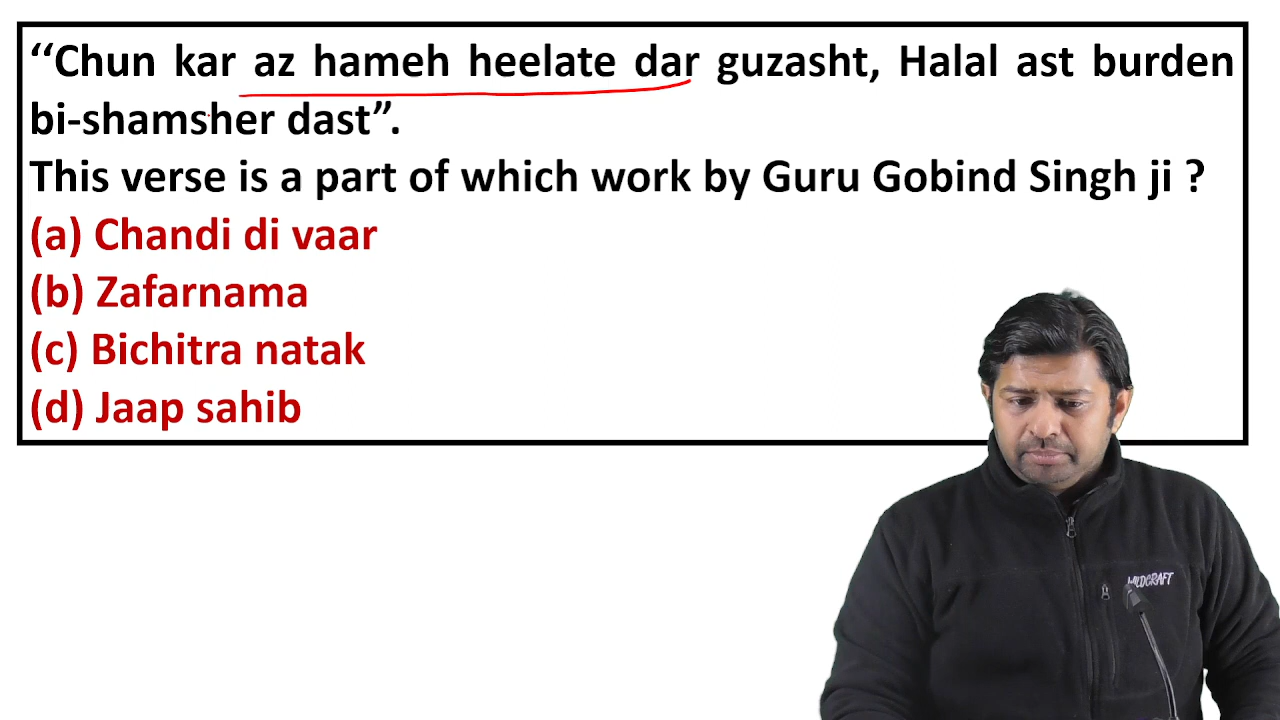 “Chun kar az hameh heelate dar guzasht, Halal ast burden
bi-shamsher dast”.
This verse is a part of which work by Guru Gobind Singh ji ?
(a) Chandi di vaar
(b) Zafarnama
(c) Bichitra natak
(d) Jaap sahib
WILDCRAFT